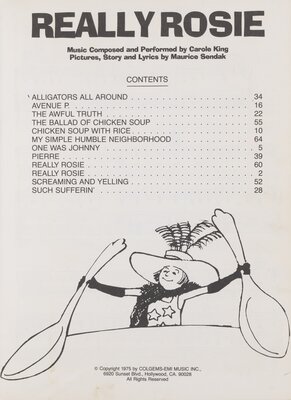 REALLY ROSIE
Music Composed and Performed by Carole King
Pictures, Story and Lyrics by Maurice Sendak
CONTENTS
ALLIGATORS ALL AROUND . . . . . . . . . . . . . . . . . . . . 34
AVENUE P. . . . . . . . . . . . . . . . . . . . . . . . . . . . . 16
THE AWFUL TRUTH . . . . . . . . . . . . . . . . . . . . . . . 22
THE BALLAD OF CHICKEN SOUP . . . . . . . . . . . . . . . . 55
CHICKEN SOUP WITH RICE . . . . . . . . . . . . . . . . . . . 10
MY SIMPLE HUMBLE NEIGHBORHOOD . . . . . . . . . . . . 64
ONE WAS JOHNNY . . . . . . . . . . . . . . . . . . . . . . . . 5
PIERRE . . . . . . . . . . . . . . . . . . . . . . . . . . . . . . 39
REALLY ROSIE . . . . . . . . . . . . . . . . . . . . . . . . . . 60
REALLY ROSIE . . . . . . . . . . . . . . . . . . . . . . . . . . 2
SCREAMING AND YELLING . . . . . . . . . . . . . . . . . . . 52
SUCH SUFFERIN' . . . . . . . . . . . . . . . . . . . . . . . . . 28
© Copyright 1975 by COLGEMS-EMI MUSIC INC.,
6920 Sunset Blvd., Hollywood, CA. 90028
All Rights Reserved